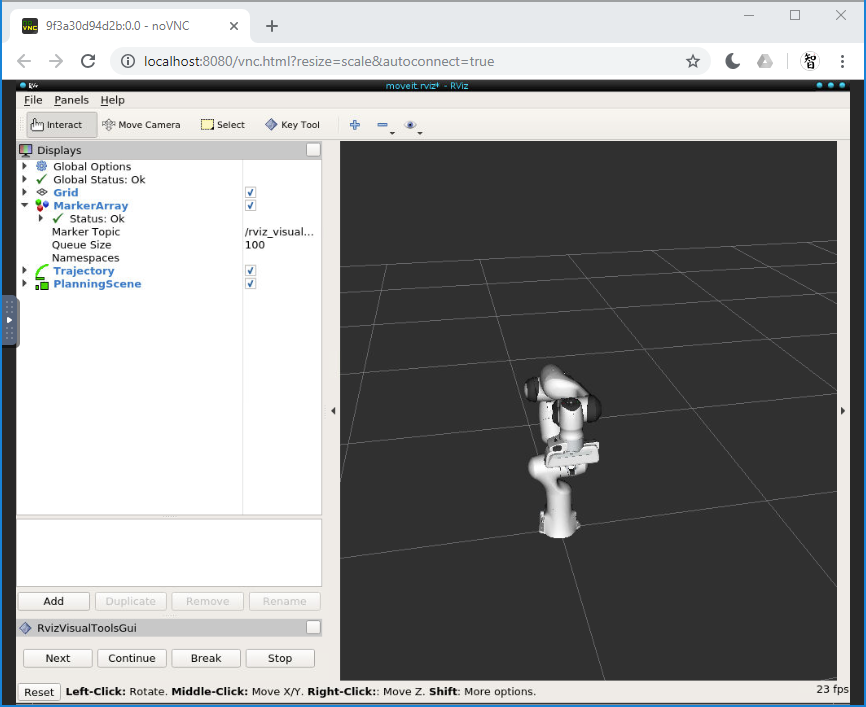 9f3a30d94d2b:0.0 - noVNC
localhost:8080/vnc.html?resize=scale&autoconnect=true
智
RViz
moveit.rviz* - RViz
File Panels Help
Interact Move Camera Select Key Tool
Displays
Global Options
Global Status: Ok
Grid
MarkerArray
Status: Ok
Marker Topic /rviz_visual...
Queue Size 100
Namespaces
Trajectory
PlanningScene
Add Duplicate Remove Rename
RvizVisualToolsGui
Next Continue Break Stop
Reset Left-Click: Rotate. Middle-Click: Move X/Y. Right-Click:: Move Z. Shift: More options. 23 fps